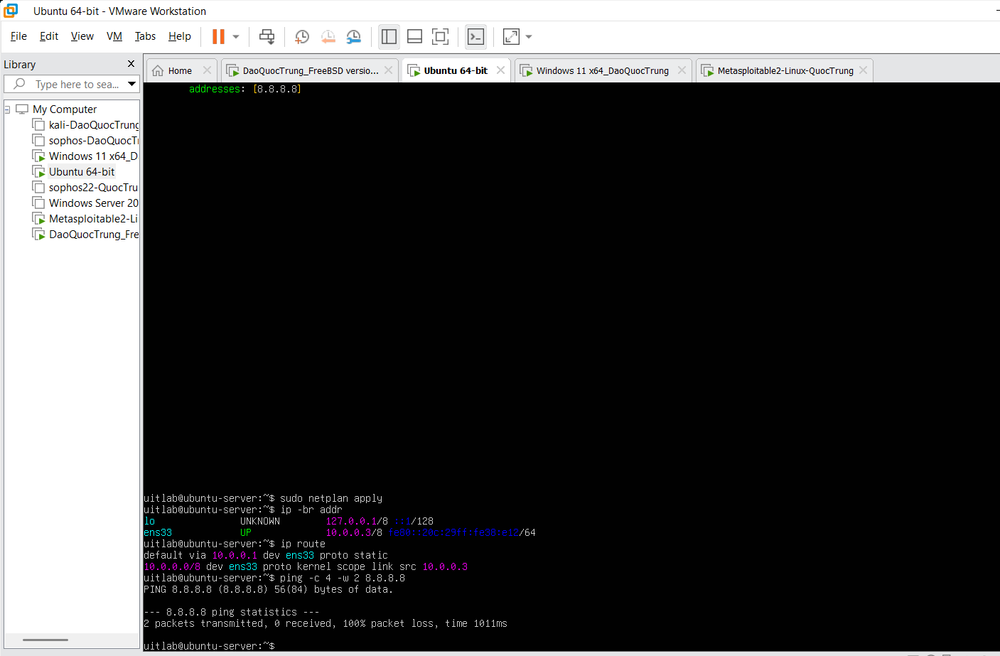 Ubuntu 64-bit - VMware Workstation
File Edit View VM Tabs Help
Library
Type here to sea...
My Computer
kali-DaoQuocTrung
sophos-DaoQuocTr
Windows 11 x64_D
Ubuntu 64-bit
sophos22-QuocTru
Windows Server 20
Metasploitable2-Li
DaoQuocTrung_Fre
Home
DaoQuocTrung_FreeBSD versio...
Ubuntu 64-bit
Windows 11 x64_DaoQuocTrung
Metasploitable2-Linux-QuocTrung
addresses: [8.8.8.8]
uitlab@ubuntu-server:~$ sudo netplan apply
uitlab@ubuntu-server:~$ ip -br addr
lo UNKNOWN 127.0.0.1/8 ::1/128
ens33 UP 10.0.0.3/8 fe80::20c:29ff:fe38:e12/64
uitlab@ubuntu-server:~$ ip route
default via 10.0.0.1 dev ens33 proto static
10.0.0.0/8 dev ens33 proto kernel scope link src 10.0.0.3
uitlab@ubuntu-server:~$ ping -c 4 -w 2 8.8.8.8
PING 8.8.8.8 (8.8.8.8) 56(84) bytes of data.
--- 8.8.8.8 ping statistics ---
2 packets transmitted, 0 received, 100% packet loss, time 1011ms
uitlab@ubuntu-server:~$